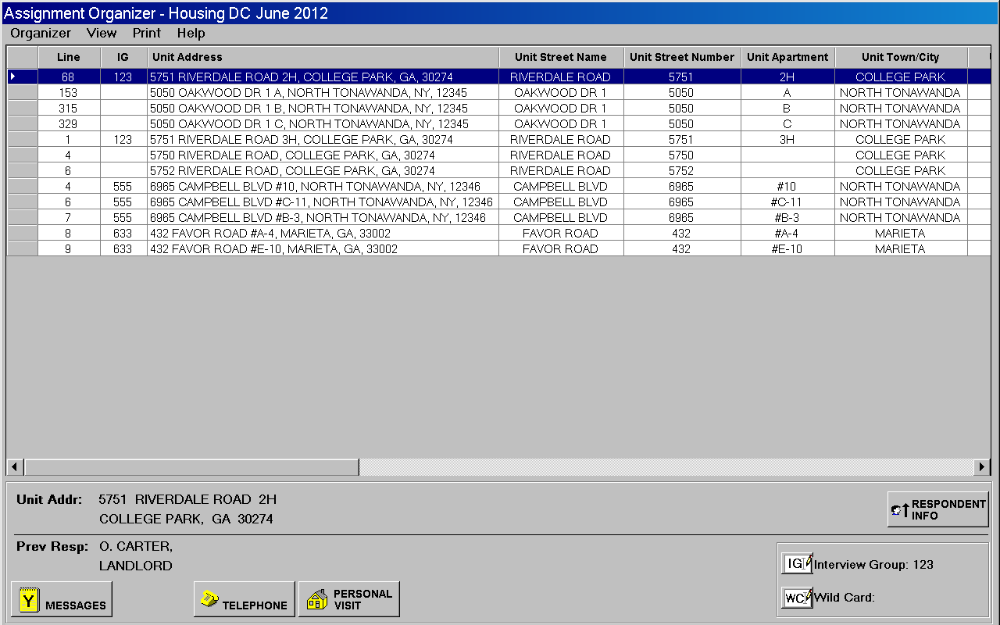 Assignment Organizer - Housing DC June 2012
Organizer View Print Help
Line IG Unit Address Unit Street Name Unit Street Number Unit Apartment Unit Town/City
68 123 5751 RIVERDALE ROAD 2H, COLLEGE PARK, GA, 30274 RIVERDALE ROAD 5751 2H COLLEGE PARK
153 5050 OAKWOOD DR 1 A, NORTH TONAWANDA, NY, 12345 OAKWOOD DR 1 5050 A NORTH TONAWANDA
315 5050 OAKWOOD DR 1 B, NORTH TONAWANDA, NY, 12345 OAKWOOD DR 1 5050 B NORTH TONAWANDA
329 5050 OAKWOOD DR 1 C, NORTH TONAWANDA, NY, 12345 OAKWOOD DR 1 5050 C NORTH TONAWANDA
1 123 5751 RIVERDALE ROAD 3H, COLLEGE PARK, GA, 30274 RIVERDALE ROAD 5751 3H COLLEGE PARK
4 5750 RIVERDALE ROAD, COLLEGE PARK, GA, 30274 RIVERDALE ROAD 5750 COLLEGE PARK
6 5752 RIVERDALE ROAD, COLLEGE PARK, GA, 30274 RIVERDALE ROAD 5752 COLLEGE PARK
4 555 6965 CAMPBELL BLVD #10, NORTH TONAWANDA, NY, 12346 CAMPBELL BLVD 6965 #10 NORTH TONAWANDA
6 555 6965 CAMPBELL BLVD #C-11, NORTH TONAWANDA, NY, 12346 CAMPBELL BLVD 6965 #C-11 NORTH TONAWANDA
7 555 6965 CAMPBELL BLVD #B-3, NORTH TONAWANDA, NY, 12346 CAMPBELL BLVD 6965 #B-3 NORTH TONAWANDA
8 633 432 FAVOR ROAD #A-4, MARIETA, GA, 33002 FAVOR ROAD 432 #A-4 MARIETA
9 633 432 FAVOR ROAD #E-10, MARIETA, GA, 33002 FAVOR ROAD 432 #E-10 MARIETA
Unit Addr: 5751 RIVERDALE ROAD 2H
COLLEGE PARK, GA 30274
RESPONDENT
INFO
Prev Resp: O. CARTER,
LANDLORD
IG Interview Group: 123
Y MESSAGES
TELEPHONE
PERSONAL
VISIT
WC Wild Card: